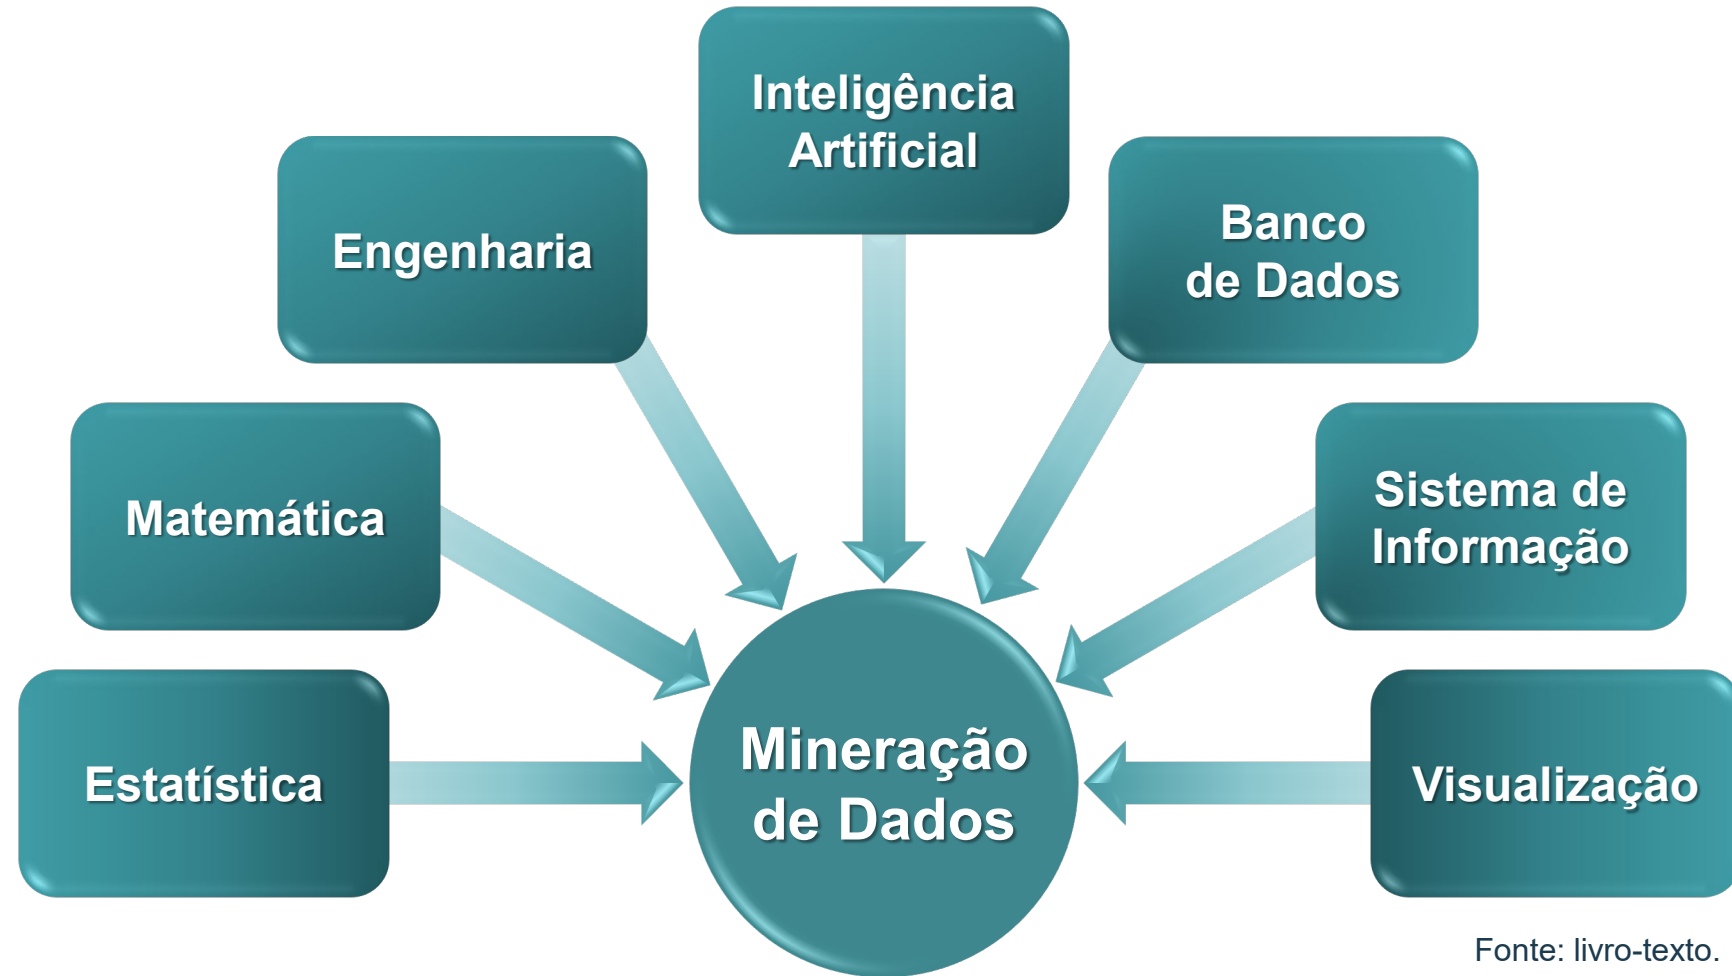 Inteligência
Artificial
Engenharia
Banco
de Dados
Matemática
Sistema de
Informação
Estatística
Mineração
de Dados
Visualização
Fonte: livro-texto.